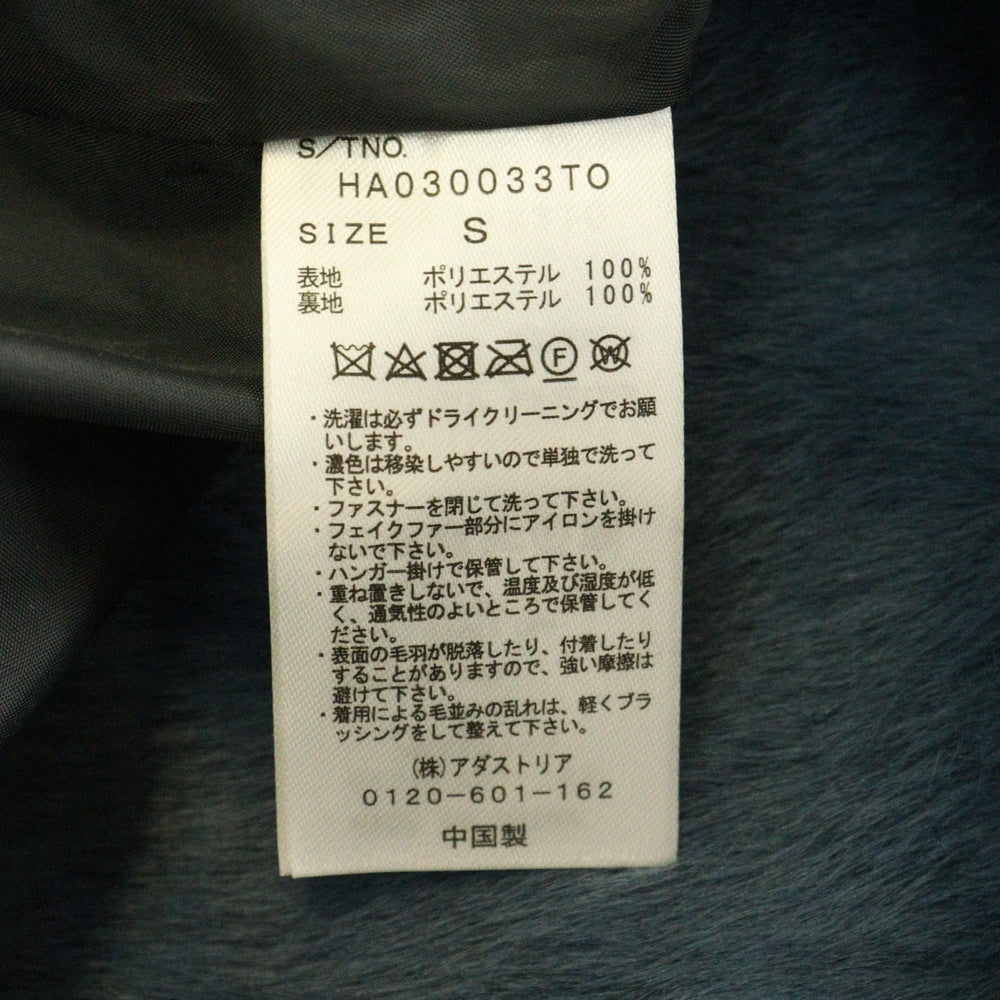 S/TNO.
HA030033TO
SIZE S
表地 ポリエステル 100%
裏地 ポリエステル 100%
F W
・洗濯は必ずドライクリーニングでお願
いします。
・濃色は移染しやすいので単独で洗って
下さい。
・ファスナーを閉じて洗って下さい。
・フェイクファー部分にアイロンを掛け
ないで下さい。
・ハンガー掛けで保管して下さい。
・重ね置きしないで、温度及び湿度が低
く、通気性のよいところで保管してく
ださい。
・表面の毛羽が脱落したり、付着したり
することがありますので、強い摩擦は
避けて下さい。
・着用による毛並みの乱れは、軽くブラ
ッシングをして整えて下さい。
(株)アダストリア
0120-601-162
中国製